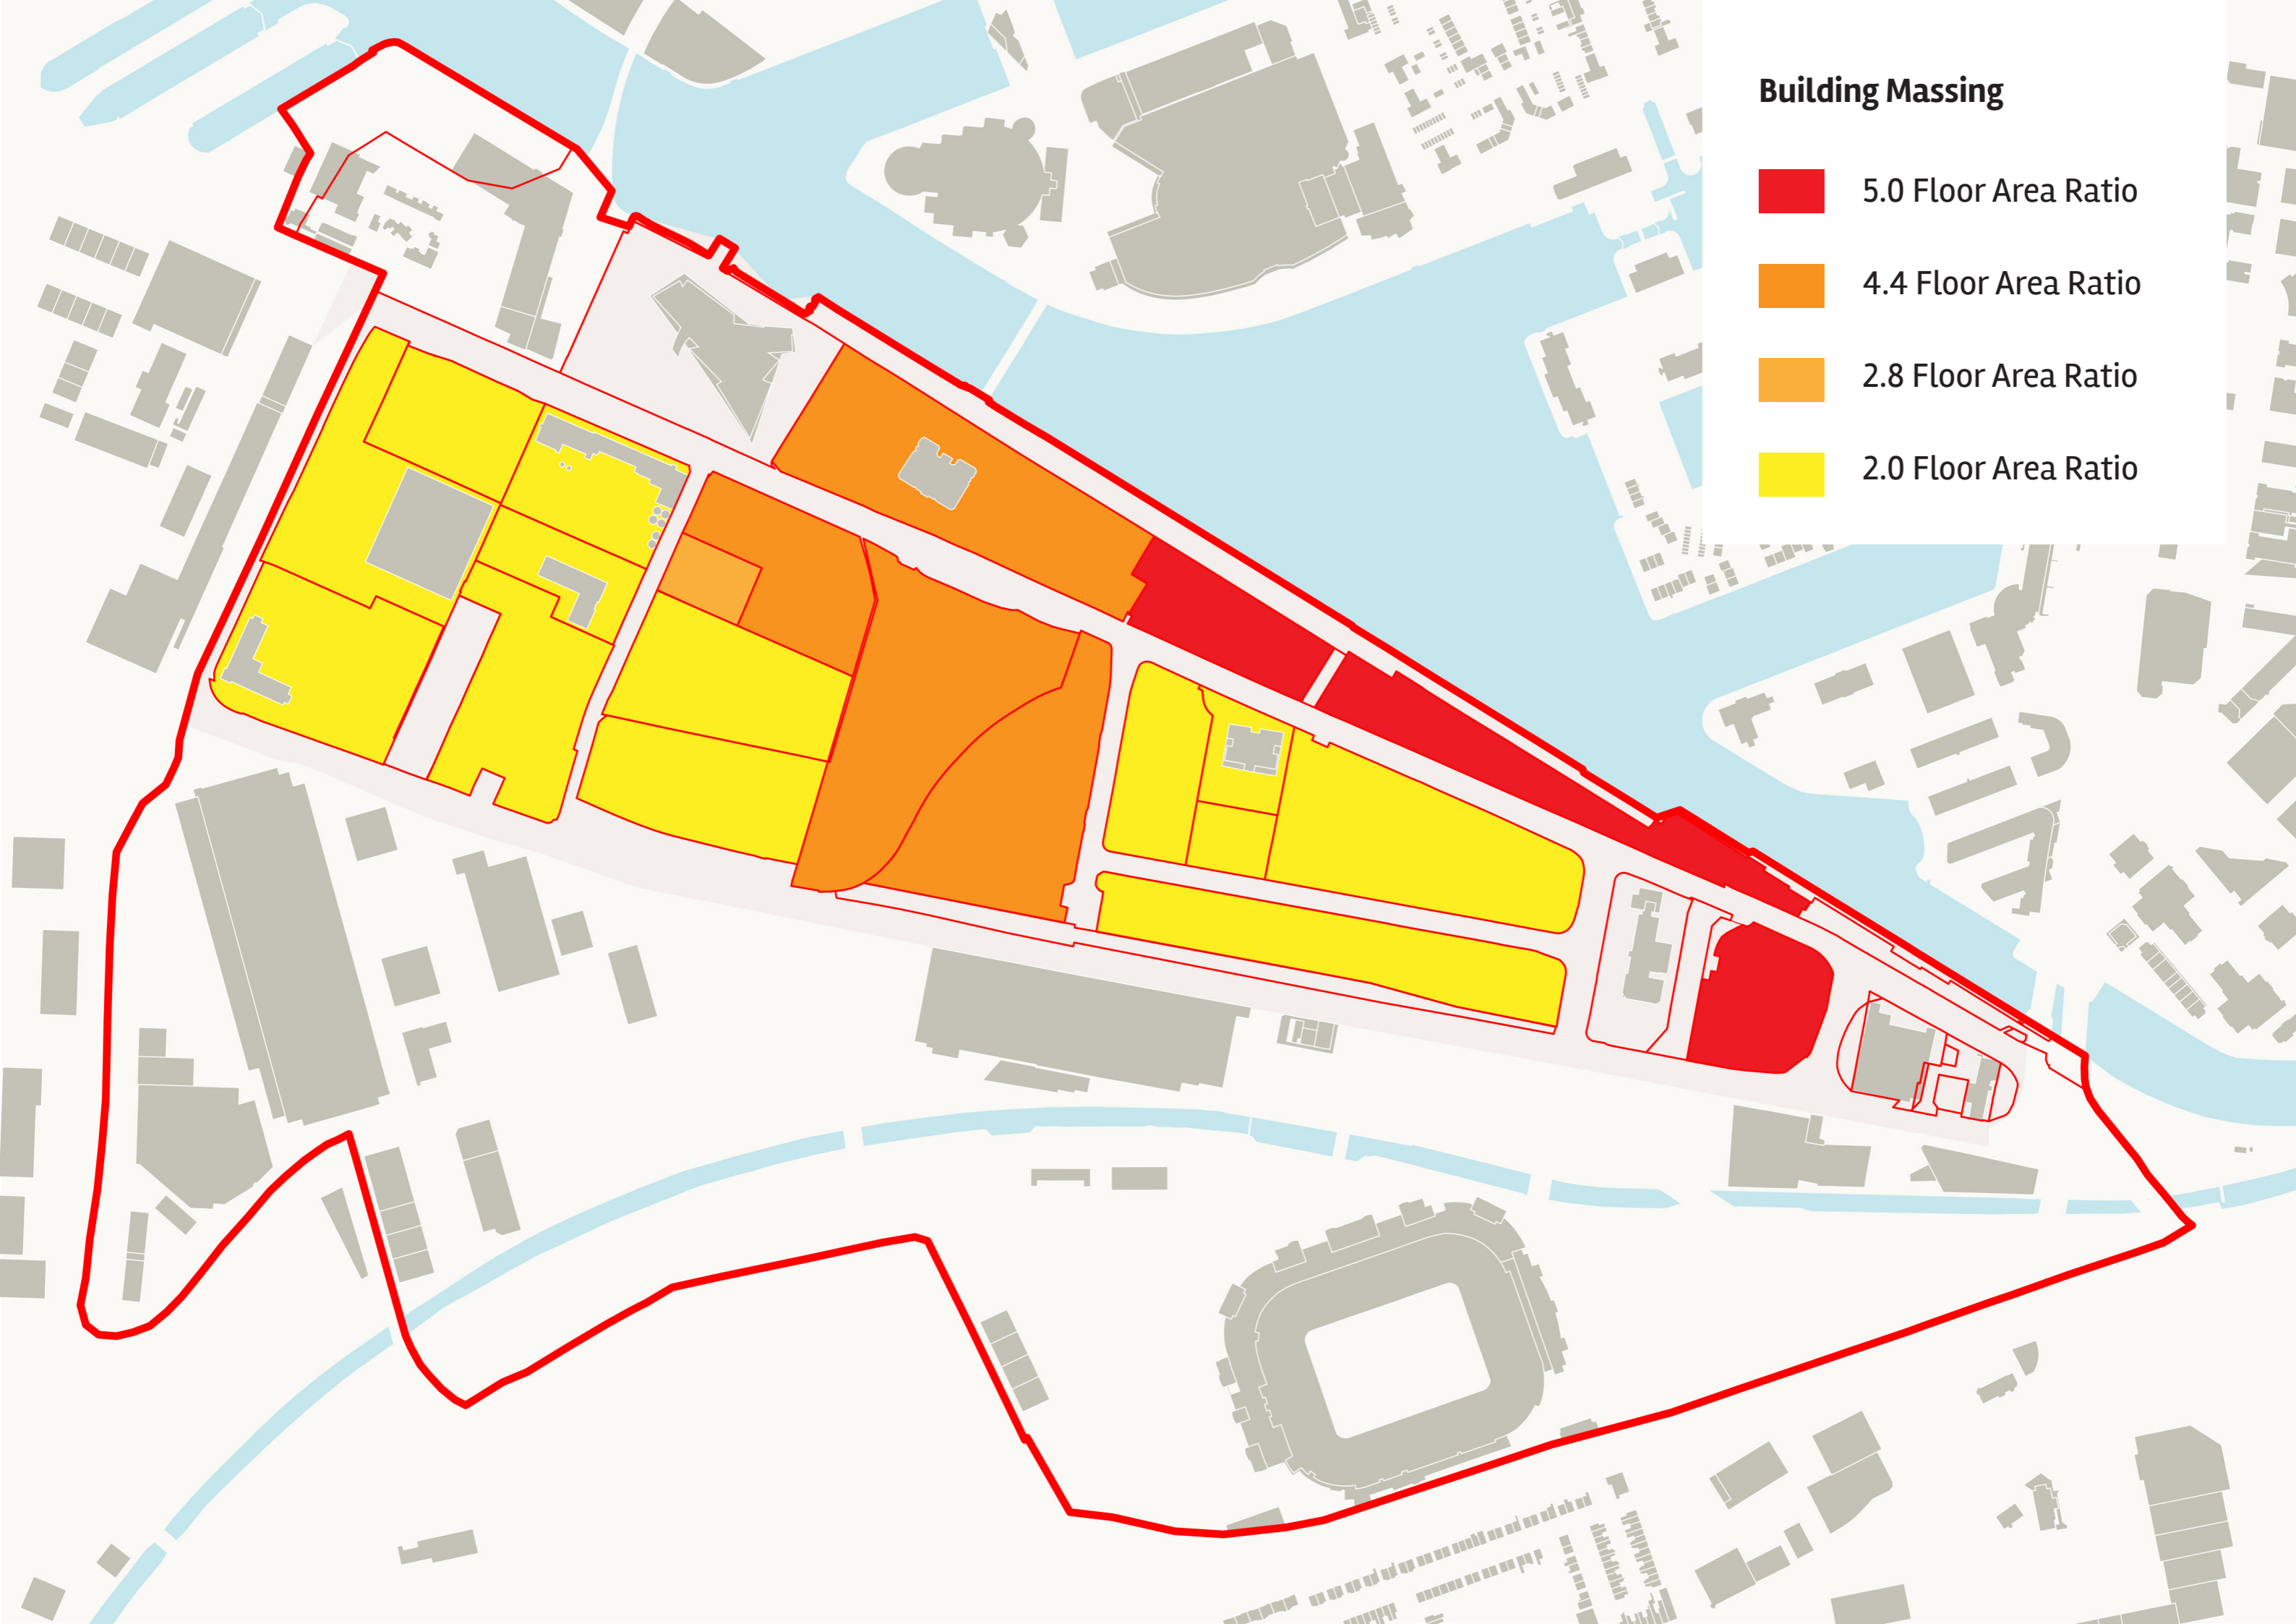 Building Massing
5.0 Floor Area Ratio
4.4 Floor Area Ratio
2.8 Floor Area Ratio
2.0 Floor Area Ratio